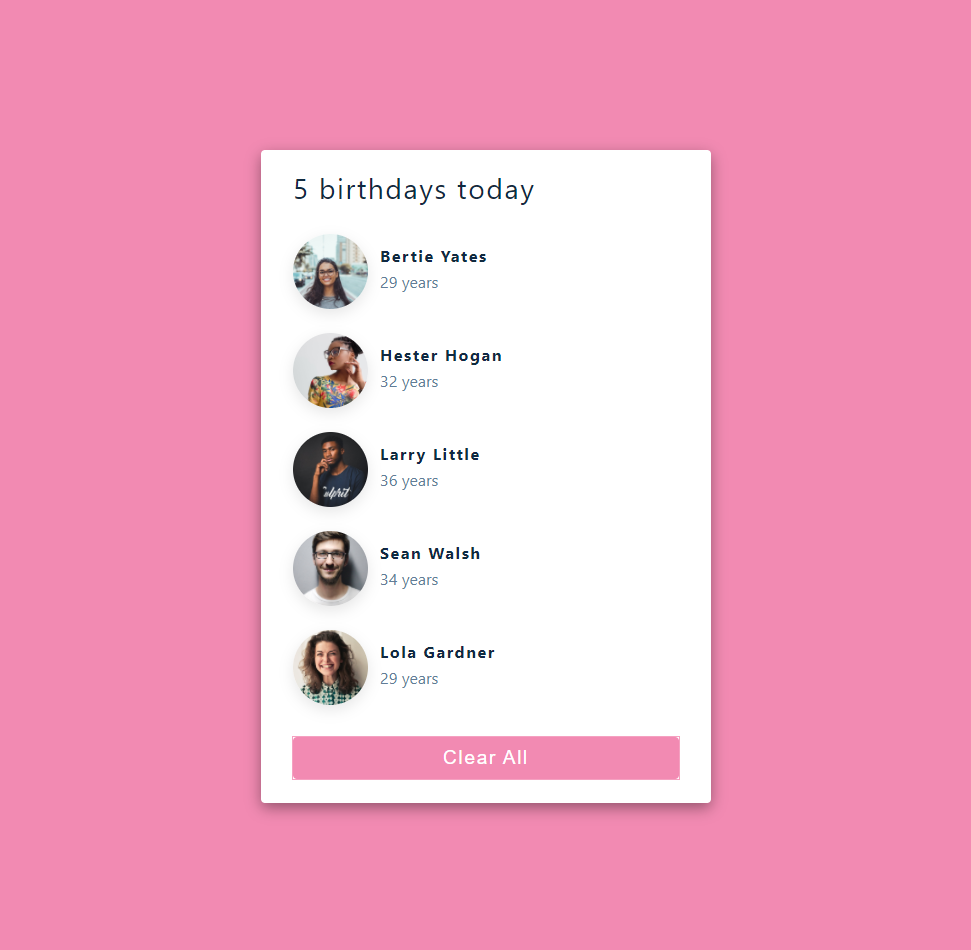 5 birthdays today
Bertie Yates
29 years
Hester Hogan
32 years
Larry Little
36 years
Sean Walsh
34 years
Lola Gardner
29 years
Clear All